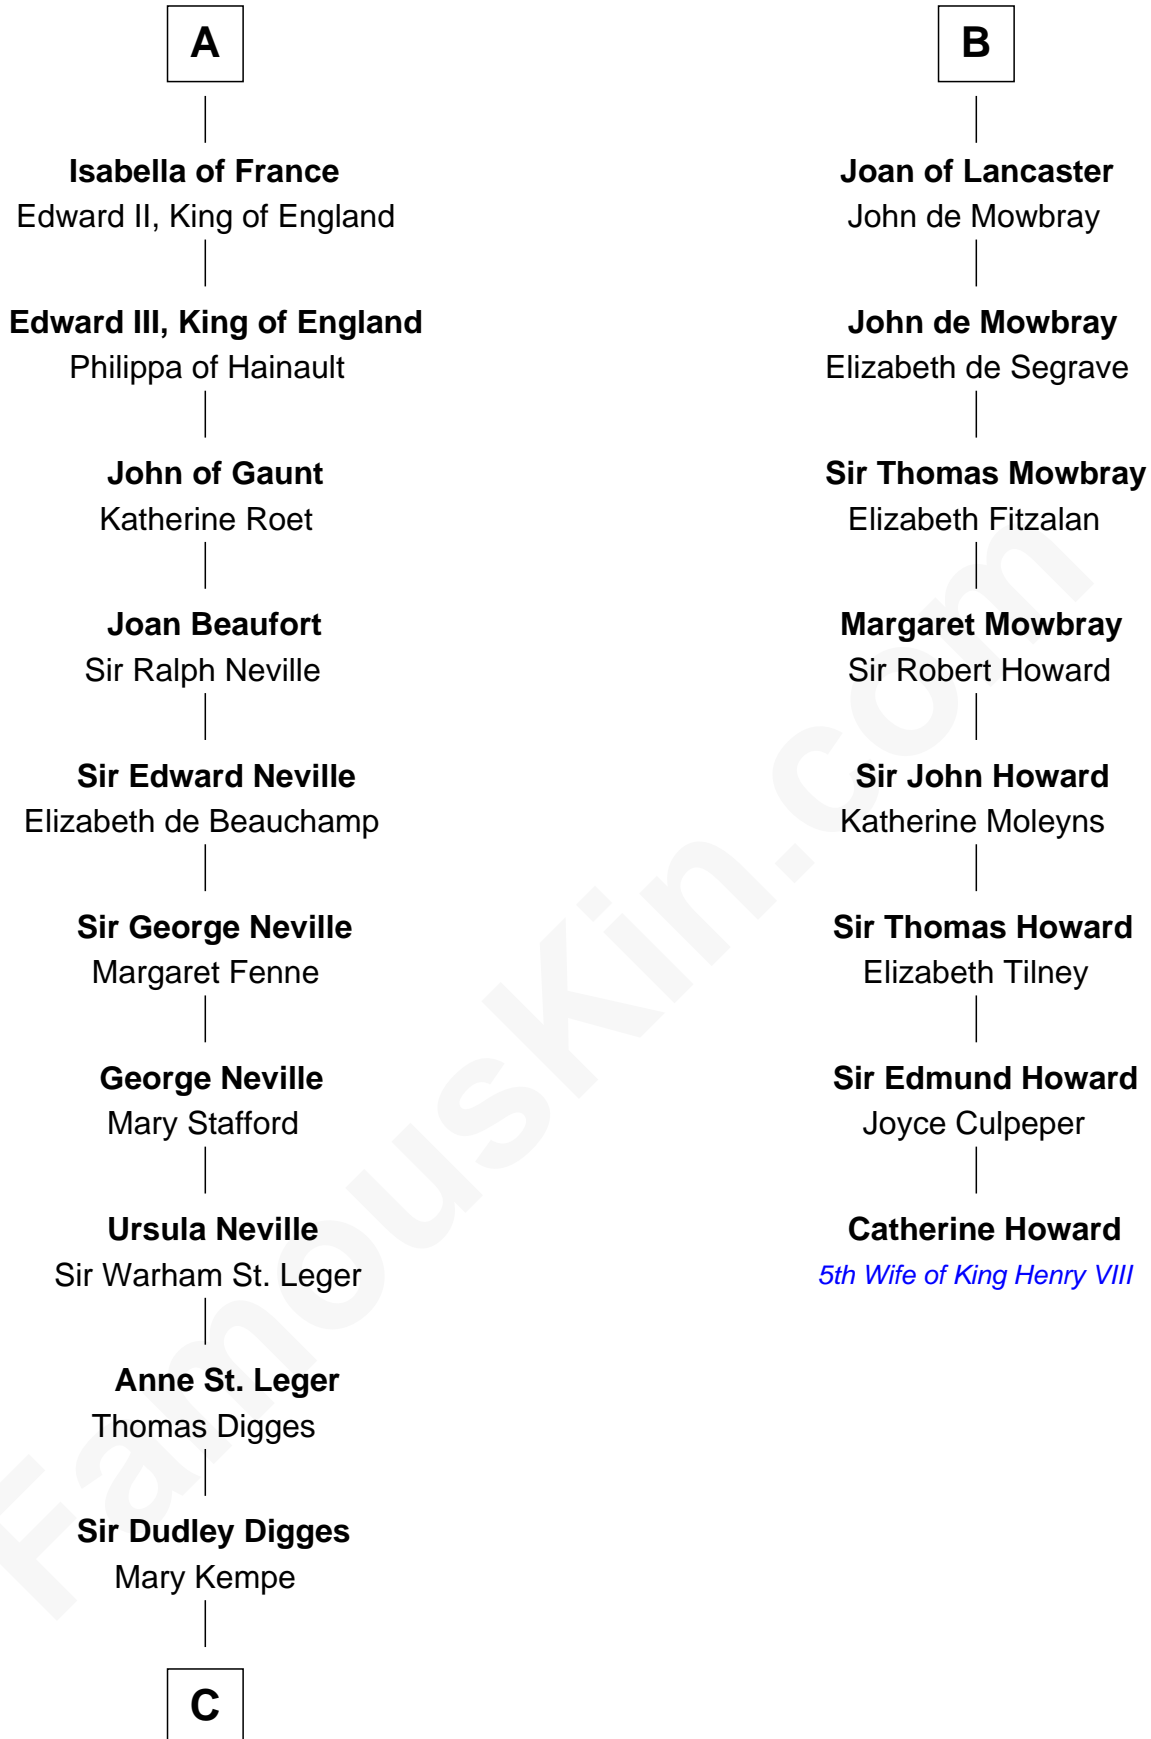 A
Isabella of France
Edward II, King of England
Edward III, King of England
Philippa of Hainault
John of Gaunt
Katherine Roet
Joan Beaufort
Sir Ralph Neville
Sir Edward Neville
Elizabeth de Beauchamp
Sir George Neville
Margaret Fenne
George Neville
Mary Stafford
Ursula Neville
Sir Warham St. Leger
Anne St. Leger
Thomas Digges
Sir Dudley Digges
Mary Kempe
C
B
Joan of Lancaster
John de Mowbray
John de Mowbray
Elizabeth de Segrave
Sir Thomas Mowbray
Elizabeth Fitzalan
Margaret Mowbray
Sir Robert Howard
Sir John Howard
Katherine Moleyns
Sir Thomas Howard
Elizabeth Tilney
Sir Edmund Howard
Joyce Culpeper
Catherine Howard
5th Wife of King Henry VIII
FamousKin.com